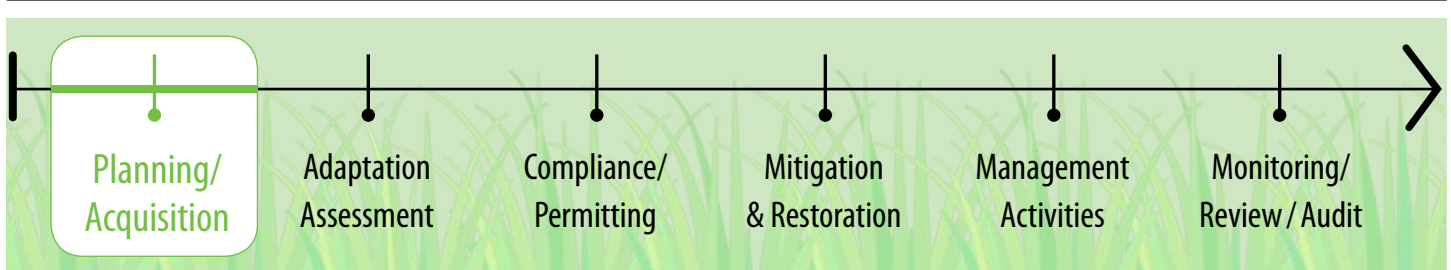 Planning/
Acquisition
Adaptation
Assessment
Compliance/
Permitting
Mitigation
& Restoration
Management
Activities
Monitoring/
Review / Audit